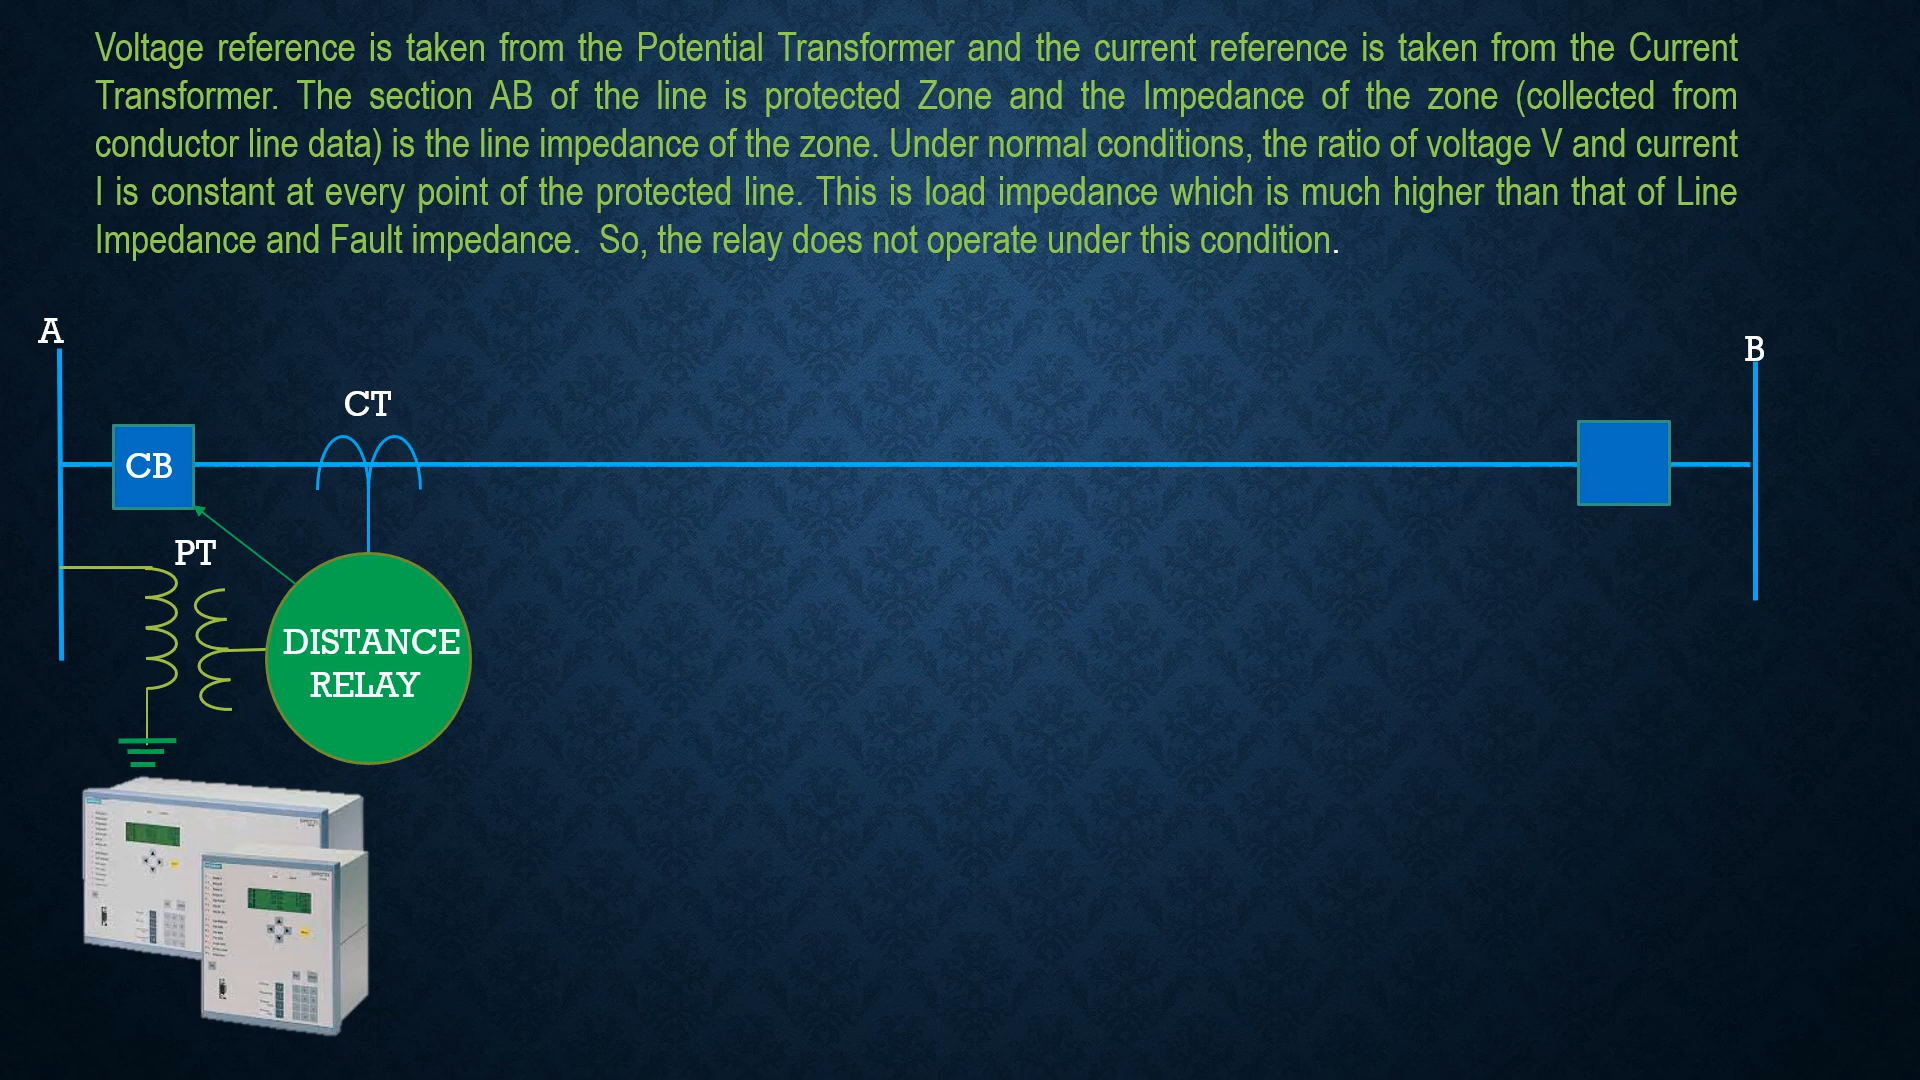 Voltage reference is taken from the Potential Transformer and the current reference is taken from the Current
Transformer. The section AB of the line is protected Zone and the Impedance of the zone (collected from
conductor line data) is the line impedance of the zone. Under normal conditions, the ratio of voltage V and current
I is constant at every point of the protected line. This is load impedance which is much higher than that of Line
Impedance and Fault impedance.  So, the relay does not operate under this condition.
A
B
CT
CB
PT
DISTANCE
RELAY